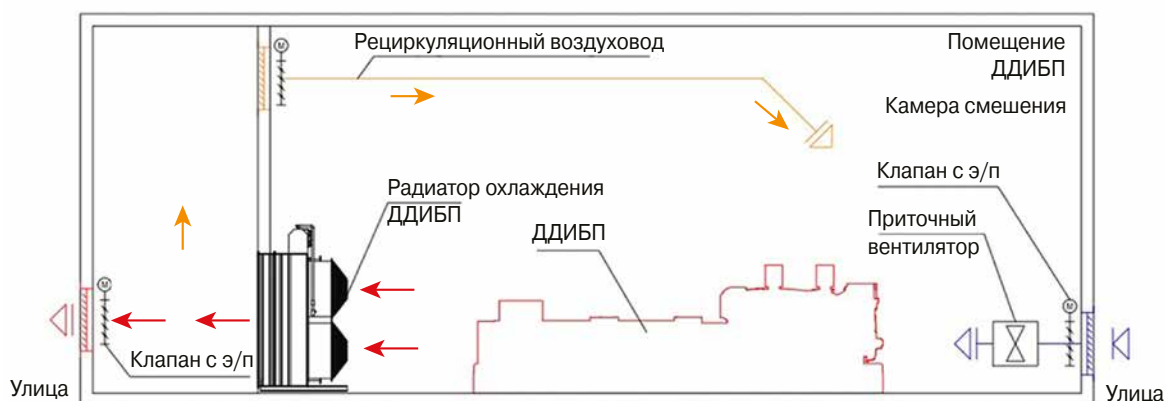 Рециркуляционный воздуховод
Помещение
ДДИБП
Камера смешения
M
Клапан с э/п
Радиатор охлаждения
ДДИБП
ДДИБП
Приточный
вентилятор
M
M
Клапан с э/п
Улица
Улица